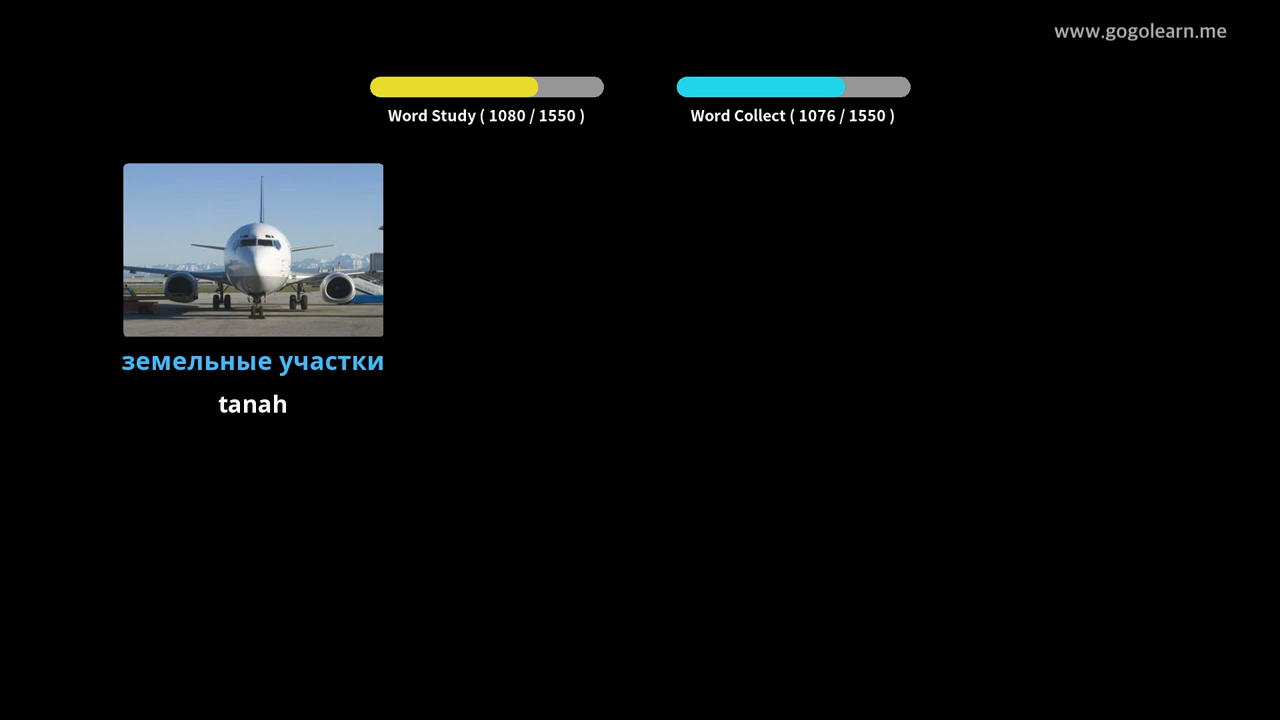 www.gogolearn.me
Word Study ( 1080 / 1550 )
Word Collect ( 1076 / 1550 )
земельные участки
tanah